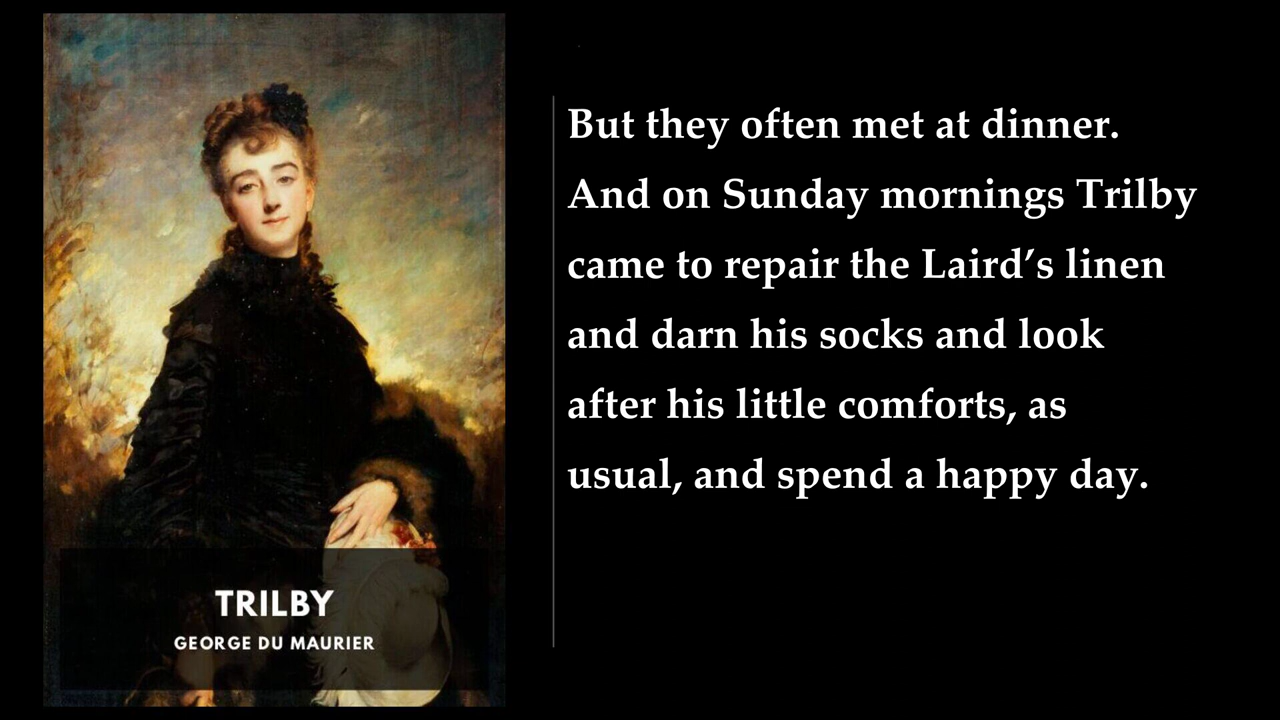 TRILBY
GEORGE DU MAURIER
But they often met at dinner.
And on Sunday mornings Trilby
came to repair the Laird’s linen
and darn his socks and look
after his little comforts, as
usual, and spend a happy day.